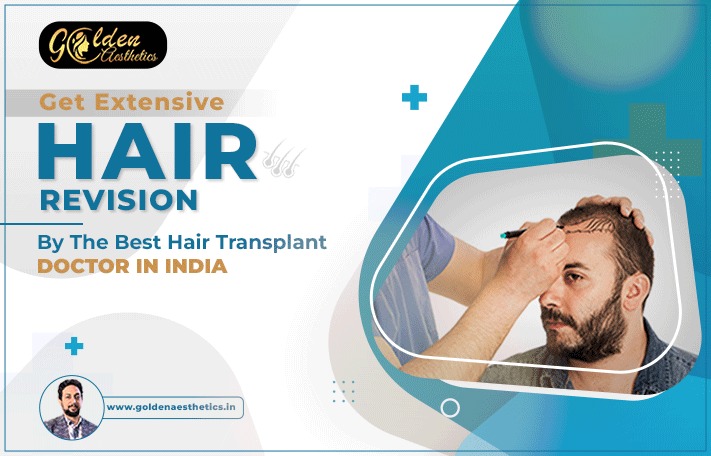 Golden
Aesthetics
Get Extensive
HAIR
REVISION
By The Best Hair Transplant
DOCTOR IN INDIA
www.goldenaesthetics.in